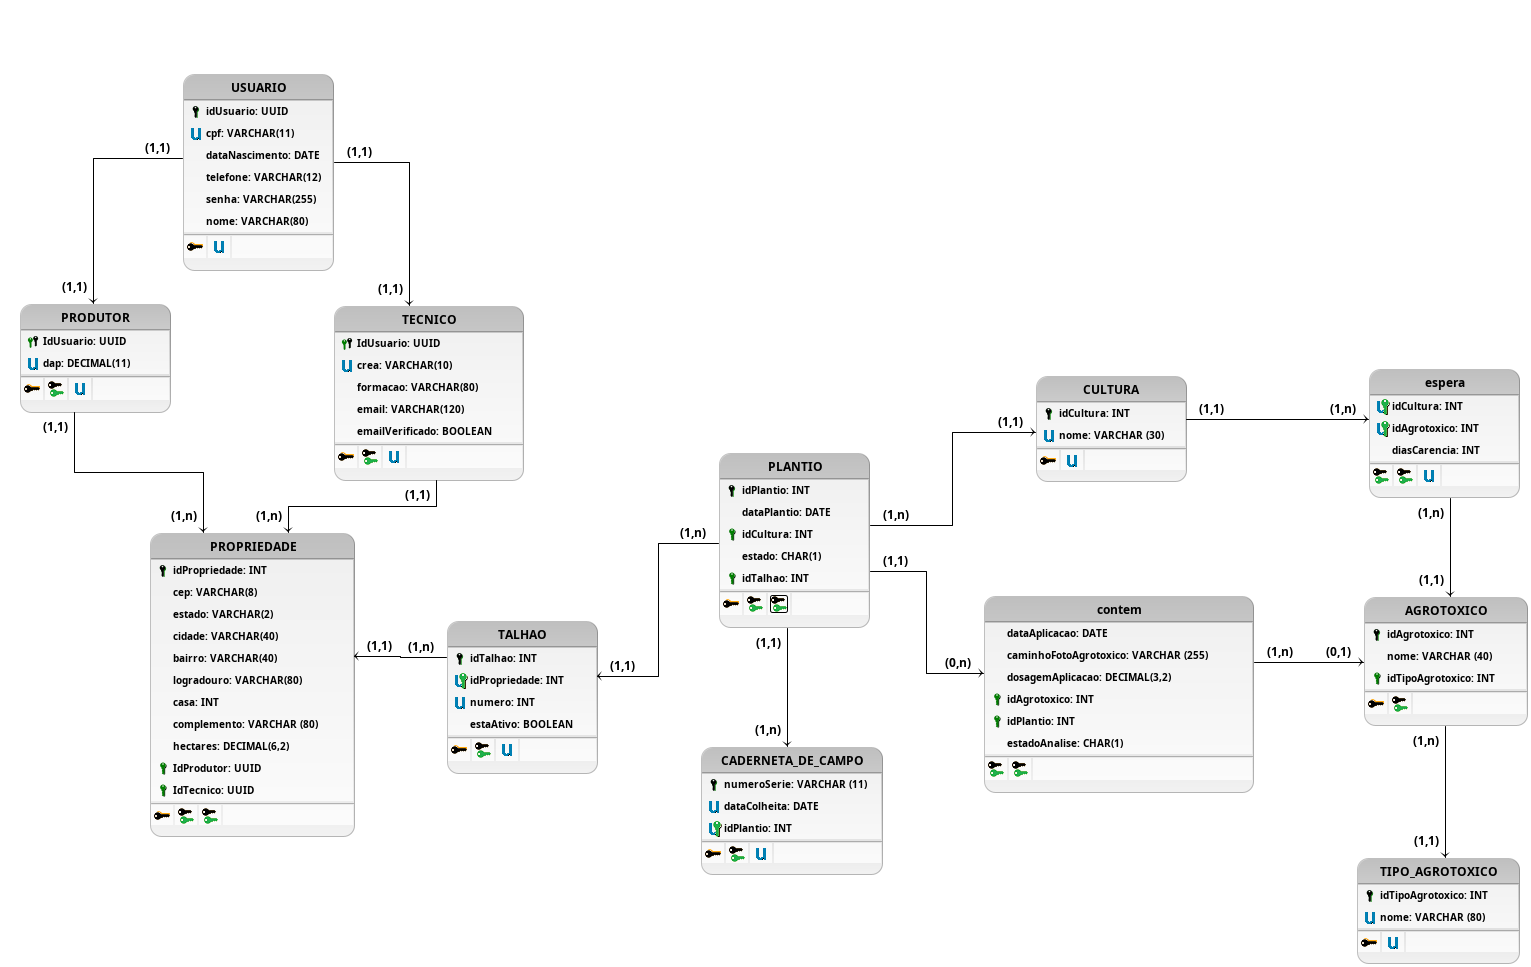 USUARIO
idUsuario: UUID
cpf: VARCHAR(11)
dataNascimento: DATE
telefone: VARCHAR(12)
senha: VARCHAR(255)
nome: VARCHAR(80)
(1,1)
(1,1)
(1,1)
(1,1)
PRODUTOR
IdUsuario: UUID
dap: DECIMAL(11)
(1,1)
(1,n)
TECNICO
IdUsuario: UUID
crea: VARCHAR(10)
formacao: VARCHAR(80)
email: VARCHAR(120)
emailVerificado: BOOLEAN
(1,1)
(1,n)
PROPRIEDADE
idPropriedade: INT
cep: VARCHAR(8)
estado: VARCHAR(2)
cidade: VARCHAR(40)
bairro: VARCHAR(40)
logradouro: VARCHAR(80)
casa: INT
complemento: VARCHAR (80)
hectares: DECIMAL(6,2)
IdProdutor: UUID
IdTecnico: UUID
(1,1)
(1,n)
TALHAO
idTalhao: INT
idPropriedade: INT
numero: INT
estaAtivo: BOOLEAN
(1,1)
(1,n)
PLANTIO
idPlantio: INT
dataPlantio: DATE
idCultura: INT
estado: CHAR(1)
idTalhao: INT
(1,n)
(1,1)
(1,1)
(0,n)
(1,1)
(1,n)
CADERNETA_DE_CAMPO
numeroSerie: VARCHAR (11)
dataColheita: DATE
idPlantio: INT
CULTURA
idCultura: INT
nome: VARCHAR (30)
(1,1)
(1,n)
espera
idCultura: INT
idAgrotoxico: INT
diasCarencia: INT
(1,n)
(1,1)
contem
dataAplicacao: DATE
caminhoFotoAgrotoxico: VARCHAR (255)
dosagemAplicacao: DECIMAL(3,2)
idAgrotoxico: INT
idPlantio: INT
estadoAnalise: CHAR(1)
(1,n)
(0,1)
AGROTOXICO
idAgrotoxico: INT
nome: VARCHAR (40)
idTipoAgrotoxico: INT
(1,n)
(1,1)
TIPO_AGROTOXICO
idTipoAgrotoxico: INT
nome: VARCHAR (80)